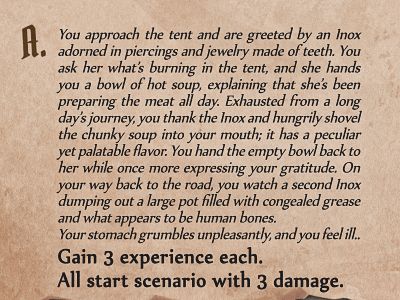 A. You approach the tent and are greeted by an Inox
adorned in piercings and jewelry made of teeth. You
ask her what's burning in the tent, and she hands
you a bowl of hot soup, explaining that she's been
preparing the meat all day. Exhausted from a long
day's journey, you thank the Inox and hungrily shovel
the chunky soup into your mouth; it has a peculiar
yet palatable flavor. You hand the empty bowl back to
her while once more expressing your gratitude. On
your way back to the road, you watch a second Inox
dumping out a large pot filled with congealed grease
and what appears to be human bones.
Your stomach grumbles unpleasantly, and you feel ill..
Gain 3 experience each.
All start scenario with 3 damage.